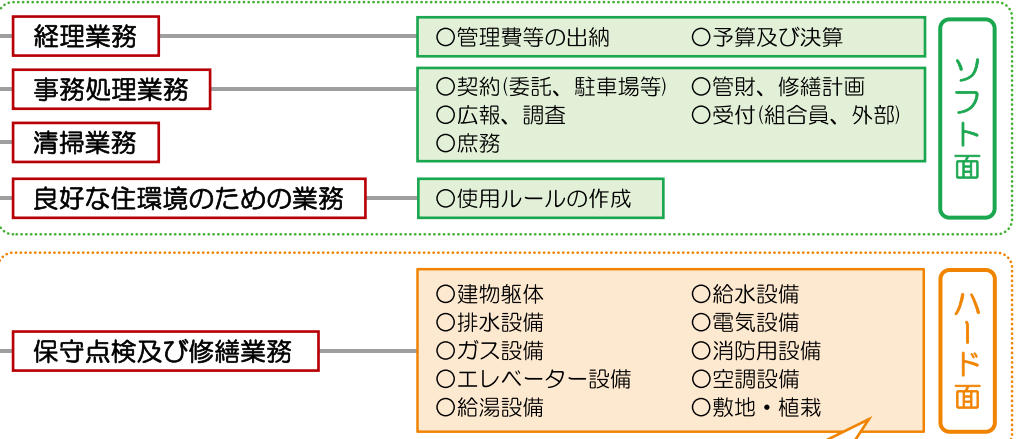 経理業務
○管理費等の出納 ○予算及び決算
事務処理業務
○契約(委託、駐車場等) ○管財、修繕計画
○広報、調査 ○受付(組合員、外部)
○庶務
清掃業務
良好な住環境のための業務
○使用ルールの作成
ソフト面
保守点検及び修繕業務
○建物躯体 ○給水設備
○排水設備 ○電気設備
○ガス設備 ○消防用設備
○エレベーター設備 ○空調設備
○給湯設備 ○敷地・植栽
ハード面